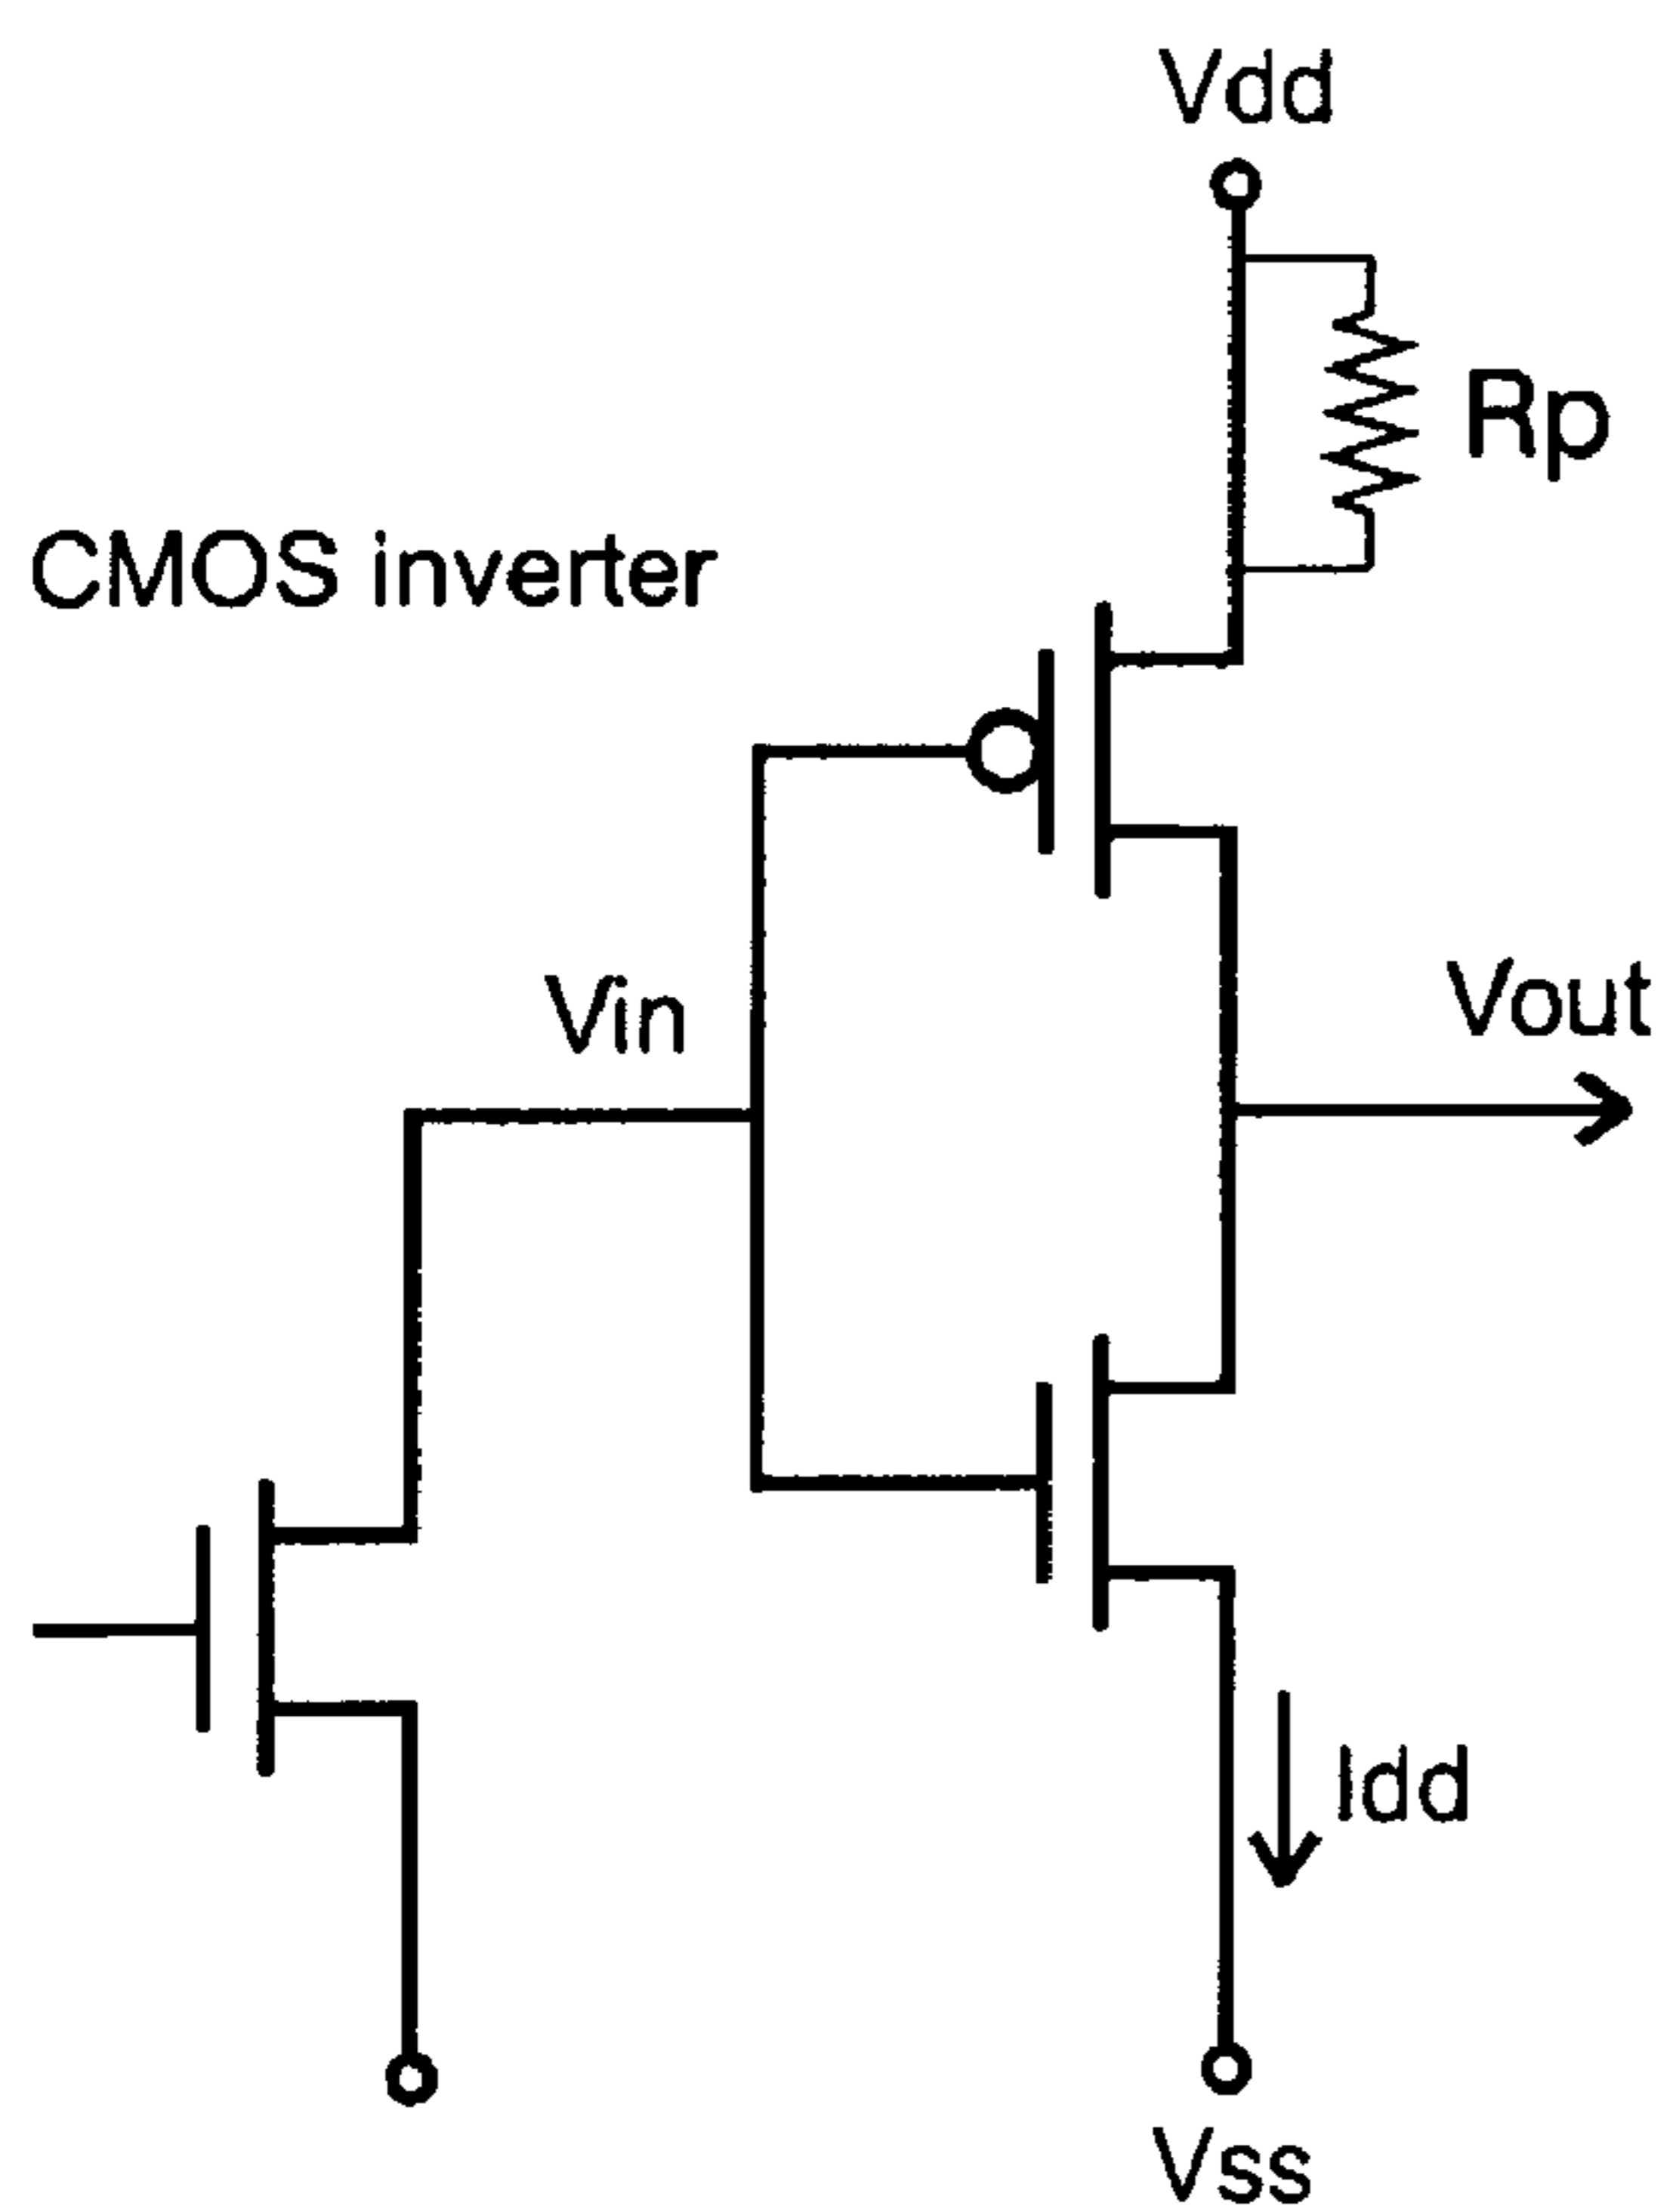 Vdd
Rp
CMOS inverter
Vin
Vout
Idd
Vss